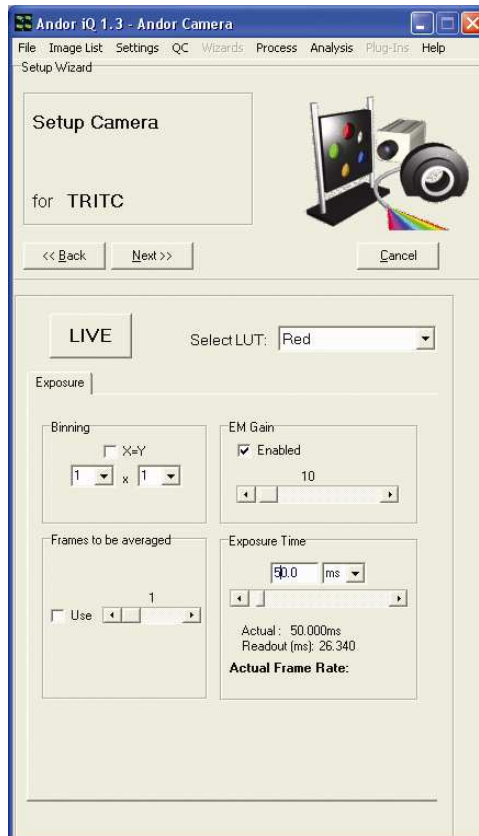 Andor iQ 1.3 - Andor Camera
File Image List Settings QC Wizards Process Analysis Plug-Ins Help
Setup Wizard
Setup Camera
for TRITC
<< Back
Next >>
Cancel
LIVE
Select LUT: Red
Exposure
Binning
X=Y
1 x 1
EM Gain
Enabled
10
Frames to be averaged
1
Use
Exposure Time
50.0 ms
Actual : 50.000ms
Readout (ms): 26.340
Actual Frame Rate: